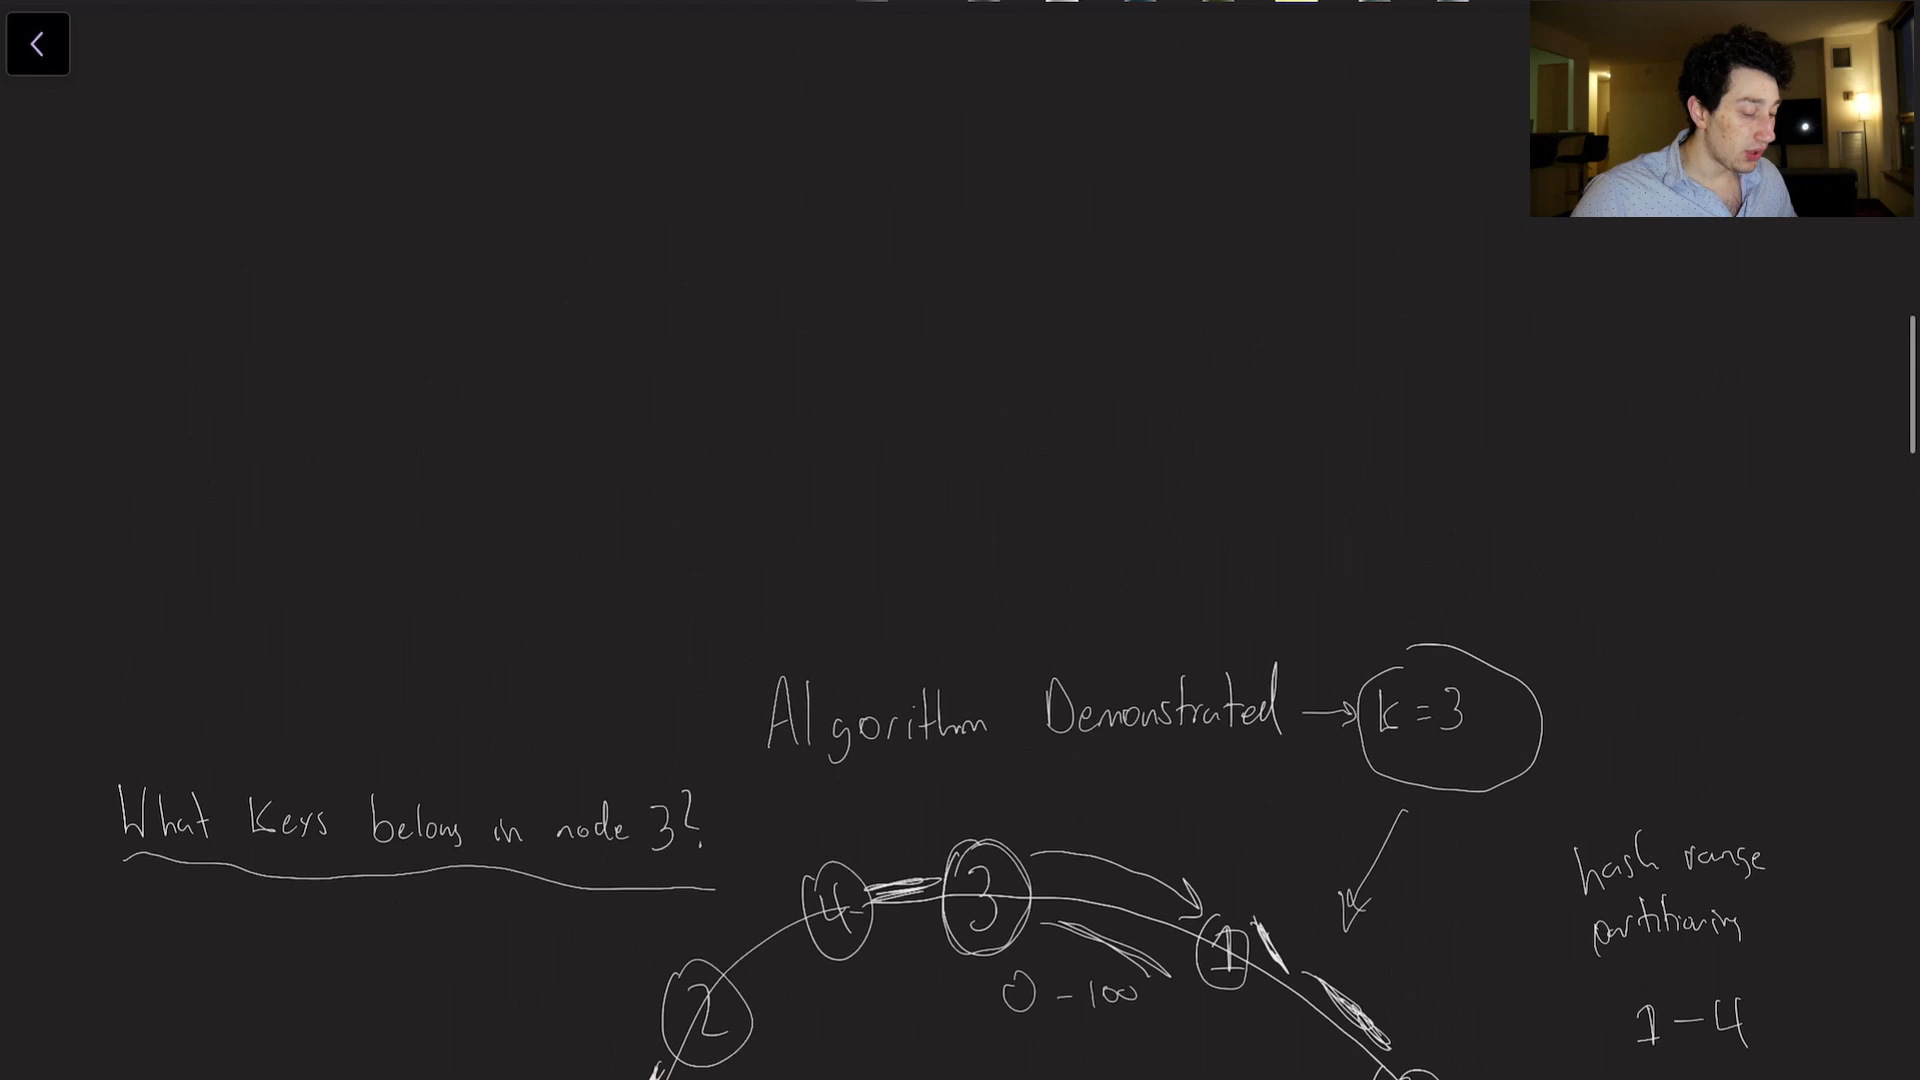 Algorithm Demonstrated → k = 3
What Keys belong in node 3?
hash range
partitioning
4
3
1
2
0 - 100
1 - 4